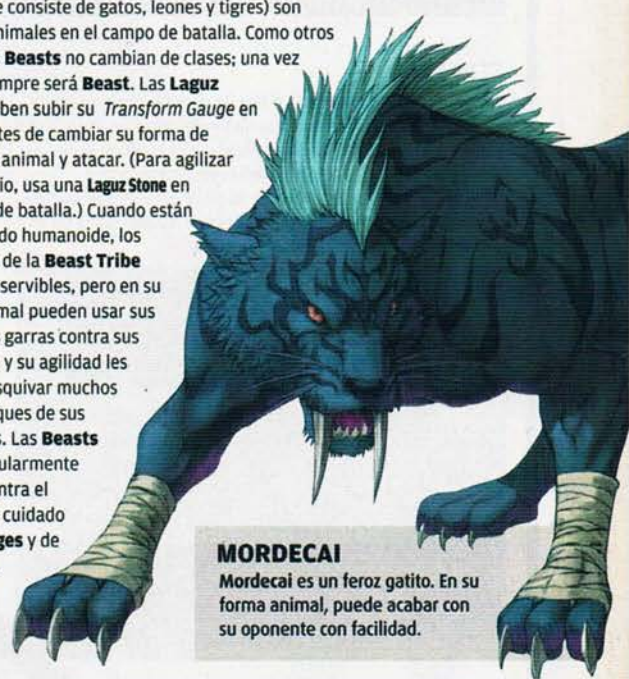 consiste de gatos, leones y tigres) son
nimales en el campo de batalla. Como otros
Beasts no cambian de clases; una vez
mpre será Beast. Las Laguz
ben subir su Transform Gauge en
tes de cambiar su forma de
animal y atacar. (Para agilizar
io, usa una Laguz Stone en
de batalla.) Cuando están
do humanoide, los
de la Beast Tribe
servibles, pero en su
mal pueden usar sus
garras contra sus
y su agilidad les
squivar muchos
ques de sus
s. Las Beasts
ularmente
ntra el
cuidado
ges y de
MORDECAI
Mordecai es un feroz gatito. En su
forma animal, puede acabar con
su oponente con facilidad.